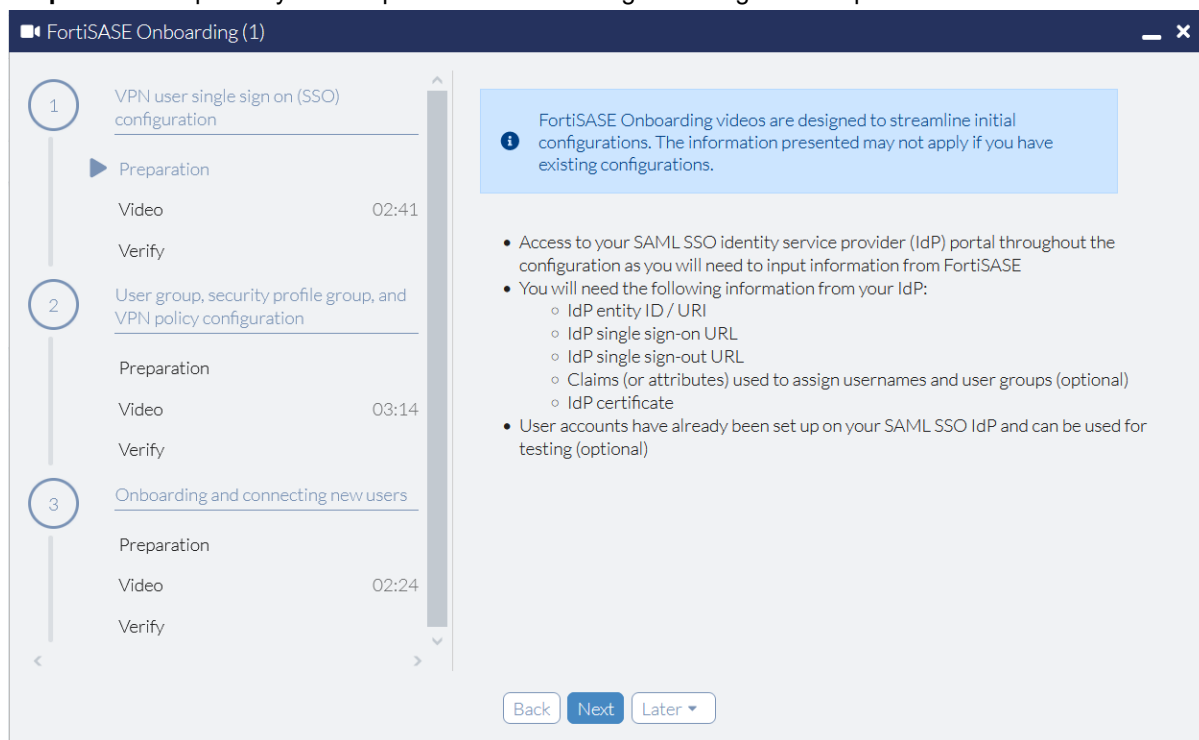 FortiSASE Onboarding (1)
1
VPN user single sign on (SSO)
configuration
Preparation
Video 02:41
Verify
2
User group, security profile group, and
VPN policy configuration
Preparation
Video 03:14
Verify
3
Onboarding and connecting new users
Preparation
Video 02:24
Verify
FortiSASE Onboarding videos are designed to streamline initial
configurations. The information presented may not apply if you have
existing configurations.
• Access to your SAML SSO identity service provider (IdP) portal throughout the
configuration as you will need to input information from FortiSASE
• You will need the following information from your IdP:
◦ IdP entity ID / URI
◦ IdP single sign-on URL
◦ IdP single sign-out URL
◦ Claims (or attributes) used to assign usernames and user groups (optional)
◦ IdP certificate
• User accounts have already been set up on your SAML SSO IdP and can be used for
testing (optional)
Back Next Later